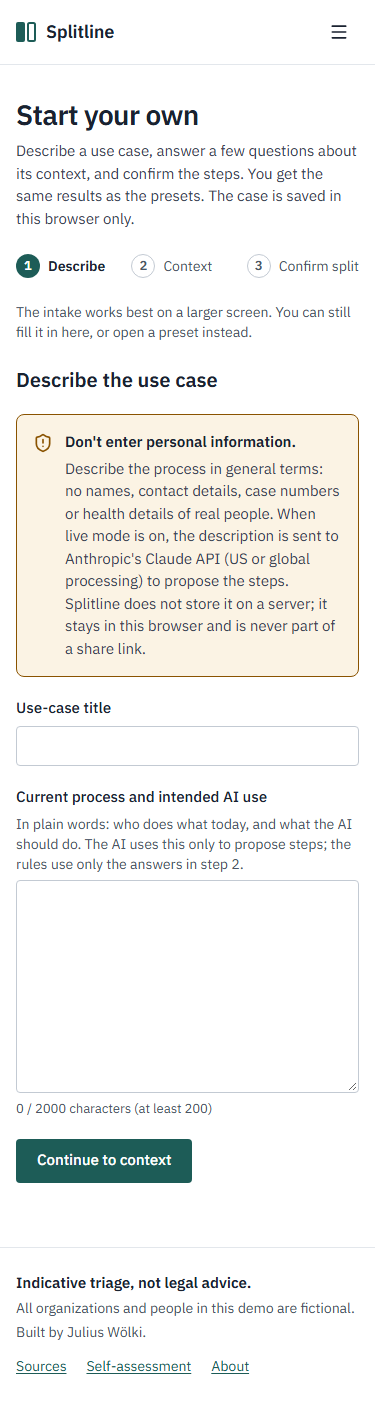 Splitline
Start your own
Describe a use case, answer a few questions about
its context, and confirm the steps. You get the
same results as the presets. The case is saved in
this browser only.
1 Describe 2 Context 3 Confirm split
The intake works best on a larger screen. You can still
fill it in here, or open a preset instead.
Describe the use case
Don't enter personal information.
Describe the process in general terms:
no names, contact details, case numbers
or health details of real people. When
live mode is on, the description is sent to
Anthropic's Claude API (US or global
processing) to propose the steps.
Splitline does not store it on a server; it
stays in this browser and is never part of
a share link.
Use-case title
Current process and intended AI use
In plain words: who does what today, and what the AI
should do. The AI uses this only to propose steps; the
rules use only the answers in step 2.
0 / 2000 characters (at least 200)
Continue to context
Indicative triage, not legal advice.
All organizations and people in this demo are fictional.
Built by Julius Wölki.
Sources Self-assessment About